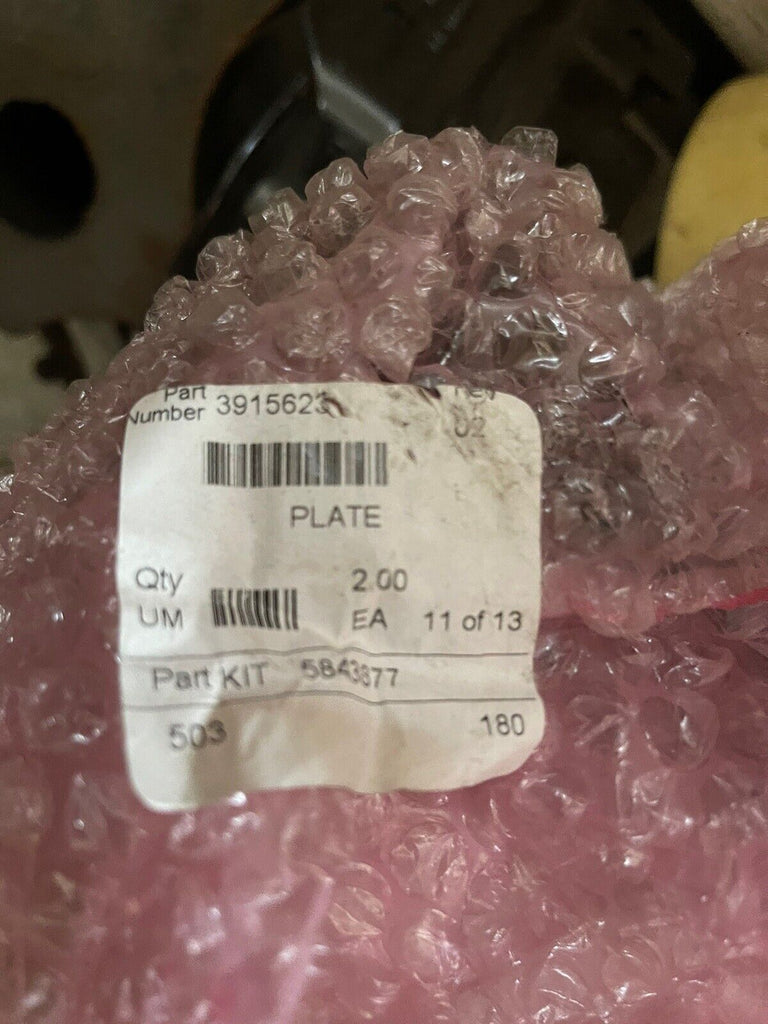 Part
Number 3915623
rev
02
PLATE
Qty 2.00
UM EA 11 of 13
Part KIT 5843877
503 180